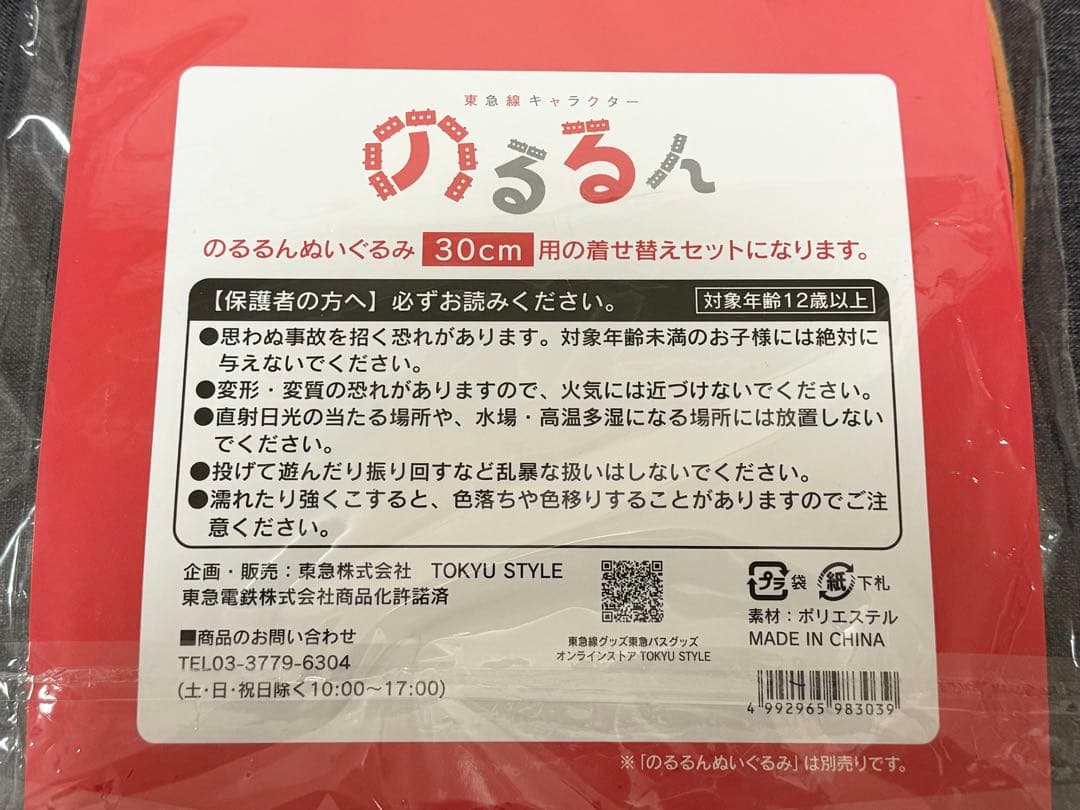 東急線キャラクター
のるるん
のるるんぬいぐるみ 30cm 用の着せ替えセットになります。
【保護者の方へ】必ずお読みください。 対象年齢12歳以上
●思わぬ事故を招く恐れがあります。対象年齢未満のお子様には絶対に
与えないでください。
●変形・変質の恐れがありますので、火気には近づけないでください。
●直射日光の当たる場所や、水場・高温多湿になる場所には放置しない
でください。
●投げて遊んだり振り回すなど乱暴な扱いはしないでください。
●濡れたり強くこすると、色落ちや色移りすることがありますのでご注
意ください。
企画・販売：東急株式会社 TOKYU STYLE
東急電鉄株式会社商品化許諾済
■商品のお問い合わせ
TEL03-3779-6304
(土・日・祝日除く10:00～17:00)
東急線グッズ東急バスグッズ
オンラインストア TOKYU STYLE
プラ 袋 紙 下札
素材：ポリエステル
MADE IN CHINA
4 992965 983039
※「のるるんぬいぐるみ」は別売りです。